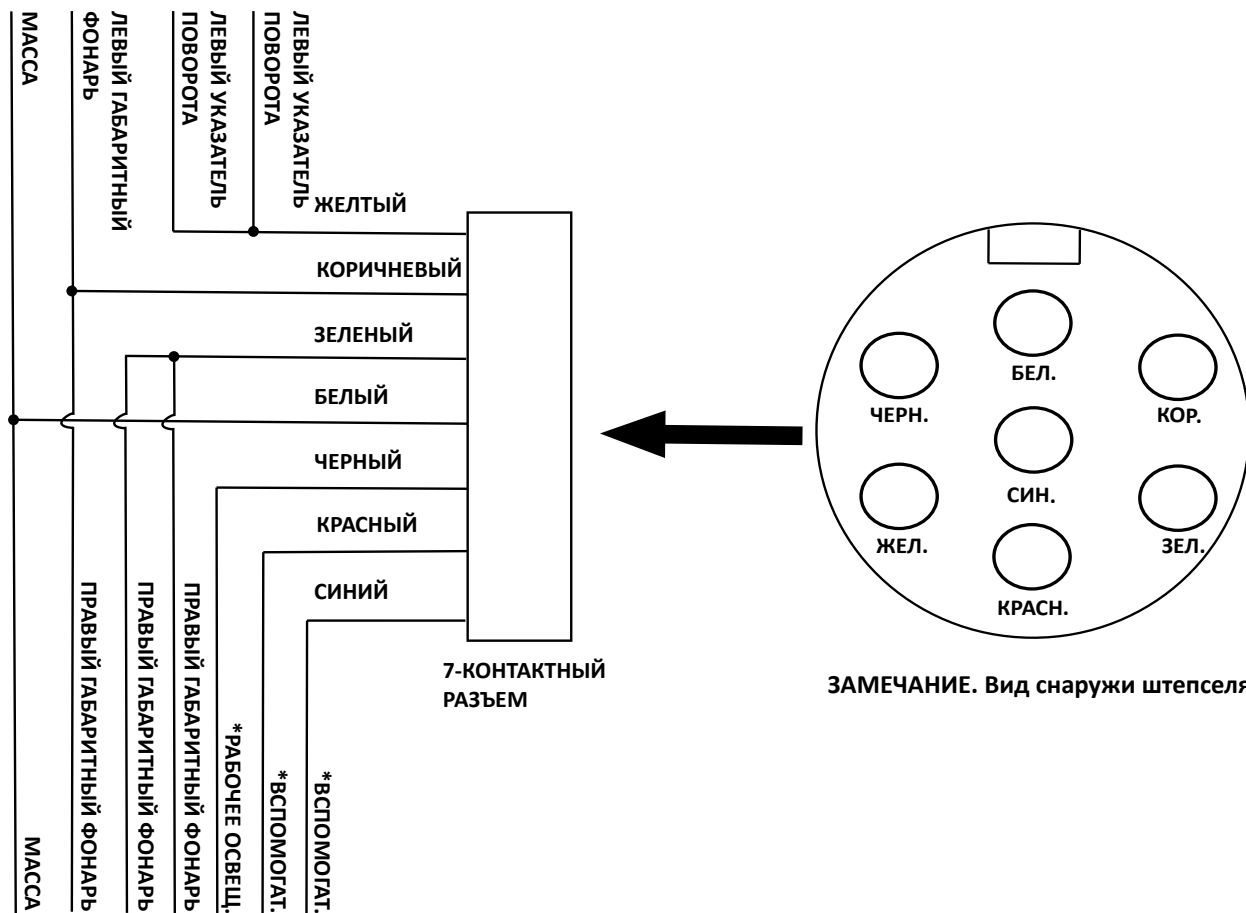 МАССА
ЛЕВЫЙ ГАБАРИТНЫЙ
ФОНАРЬ
ЛЕВЫЙ УКАЗАТЕЛЬ
ПОВОРОТА
ЛЕВЫЙ УКАЗАТЕЛЬ
ПОВОРОТА
ЖЕЛТЫЙ
КОРИЧНЕВЫЙ
ЗЕЛЕНЫЙ
БЕЛЫЙ
ЧЕРНЫЙ
КРАСНЫЙ
СИНИЙ
7-КОНТАКТНЫЙ
РАЗЪЕМ
МАССА
ПРАВЫЙ ГАБАРИТНЫЙ ФОНАРЬ
ПРАВЫЙ ГАБАРИТНЫЙ ФОНАРЬ
ПРАВЫЙ ГАБАРИТНЫЙ ФОНАРЬ
*РАБОЧЕЕ ОСВЕЩ.
*ВСПОМОГАТ.
*ВСПОМОГАТ.
БЕЛ.
ЧЕРН.
КОР.
СИН.
ЖЕЛ.
ЗЕЛ.
КРАСН.
ЗАМЕЧАНИЕ. Вид снаружи штепселя